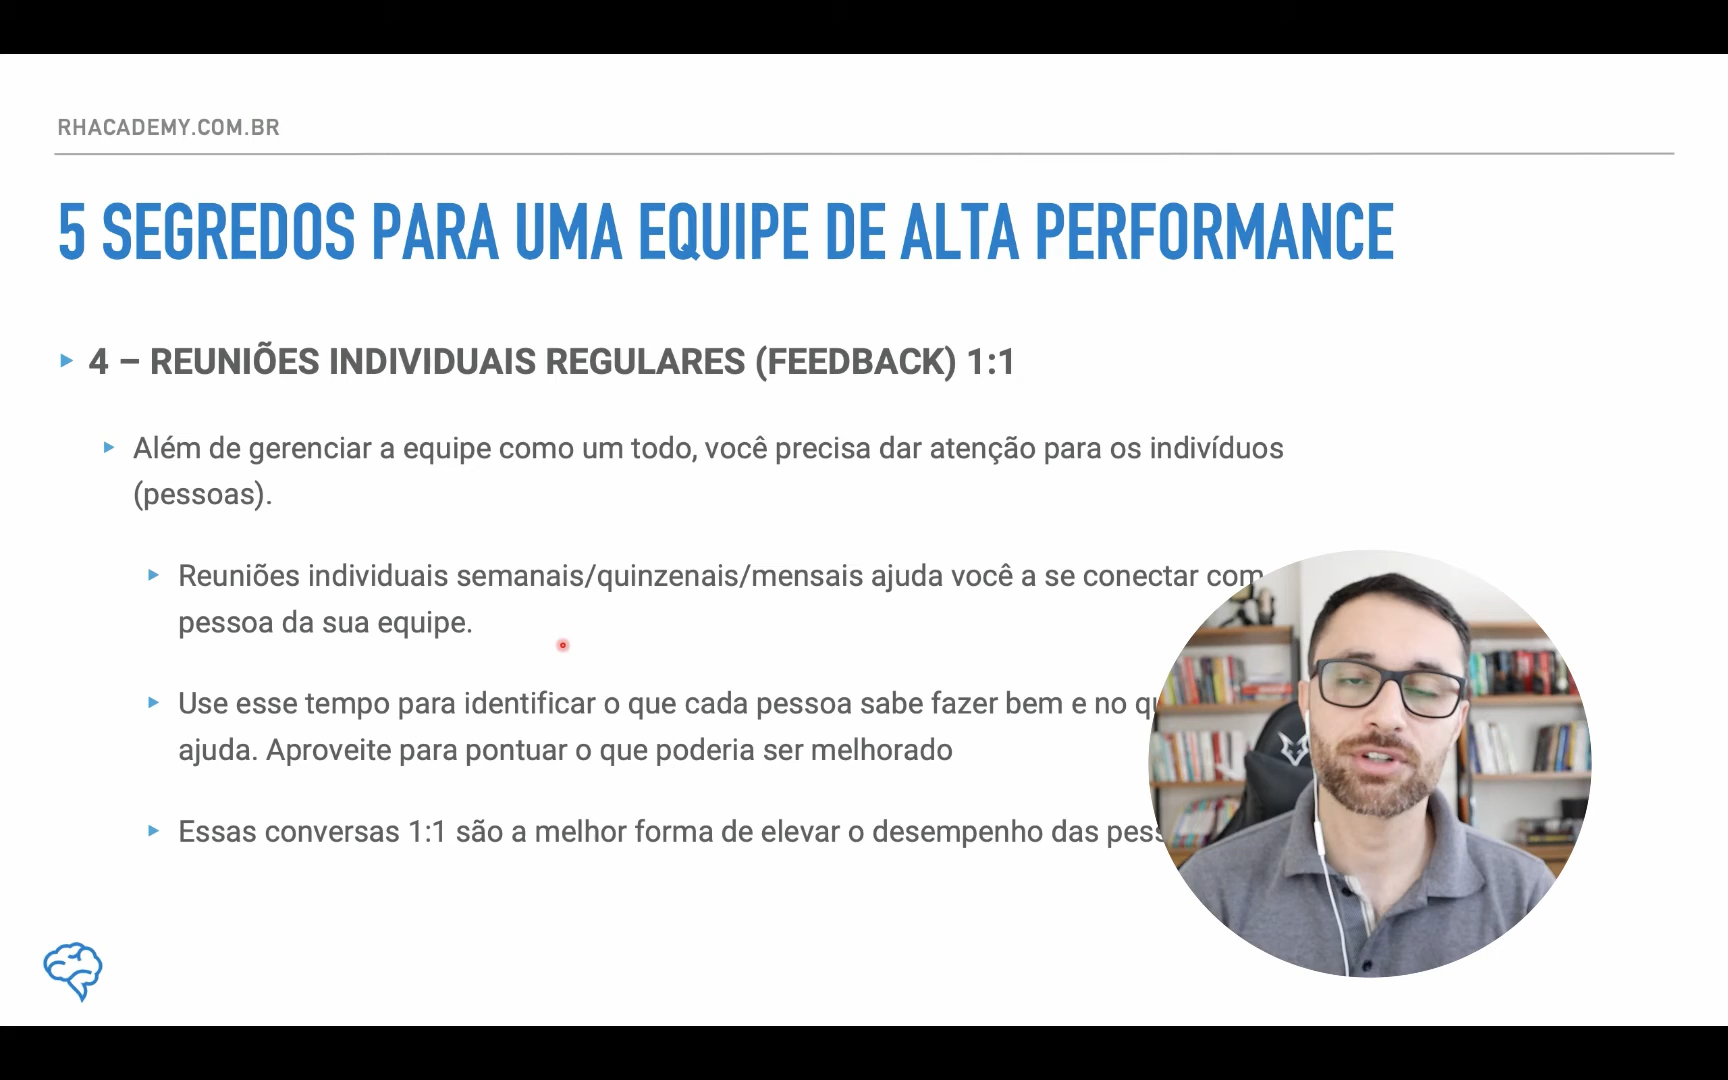 RHACADEMY.COM.BR
5 SEGREDOS PARA UMA EQUIPE DE ALTA PERFORMANCE
4 – REUNIÕES INDIVIDUAIS REGULARES (FEEDBACK) 1:1
Além de gerenciar a equipe como um todo, você precisa dar atenção para os indivíduos
(pessoas).
Reuniões individuais semanais/quinzenais/mensais ajuda você a se conectar com
pessoa da sua equipe.
Use esse tempo para identificar o que cada pessoa sabe fazer bem e no
ajuda. Aproveite para pontuar o que poderia ser melhorado
Essas conversas 1:1 são a melhor forma de elevar o desempenho das